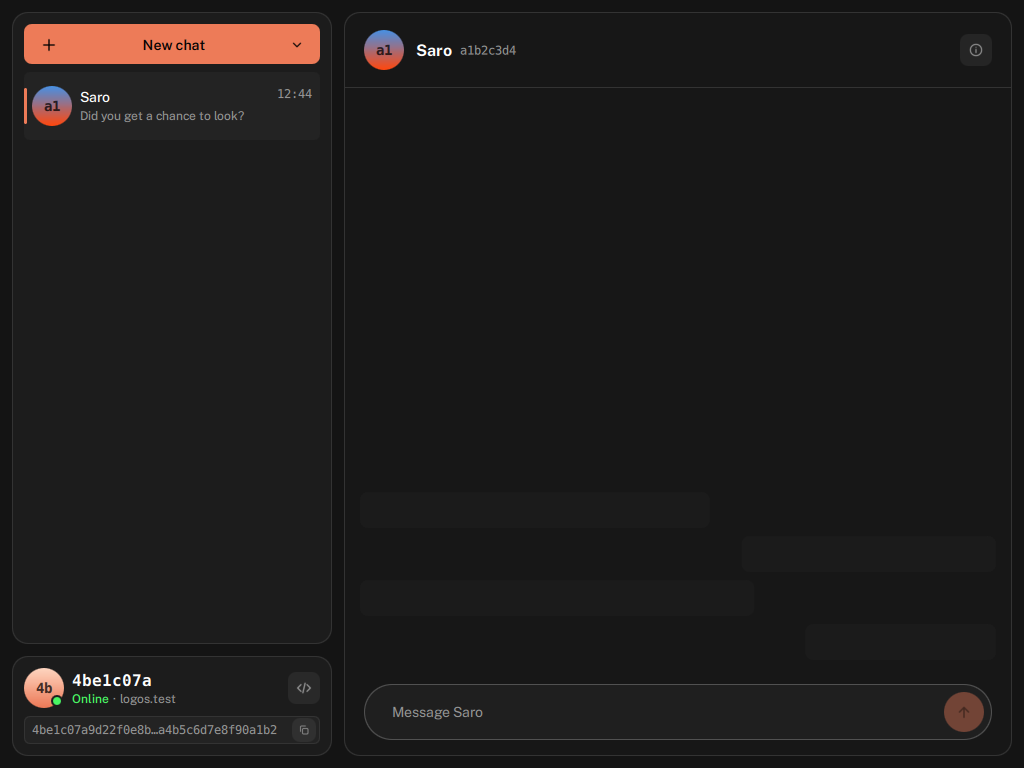 New chat
a1
Saro
12:44
Did you get a chance to look?
4b
4be1c07a
Online · logos.test
4be1c07a9d22f0e8b…a4b5c6d7e8f90a1b2
a1
Saro a1b2c3d4
Message Saro